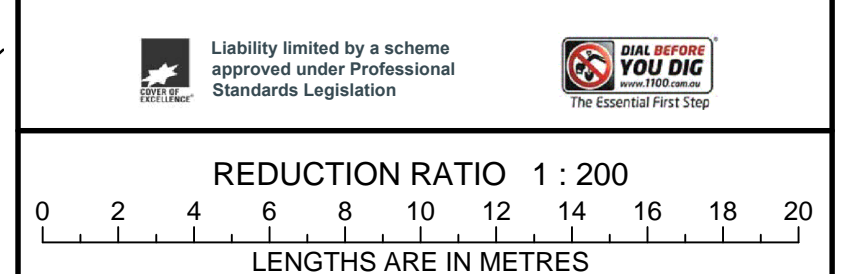 COVER OF
EXCELLENCE®
Liability limited by a scheme
approved under Professional
Standards Legislation
DIAL BEFORE
YOU DIG
www.1100.com.au
The Essential First Step
REDUCTION RATIO 1 : 200
0 2 4 6 8 10 12 14 16 18 20
LENGTHS ARE IN METRES